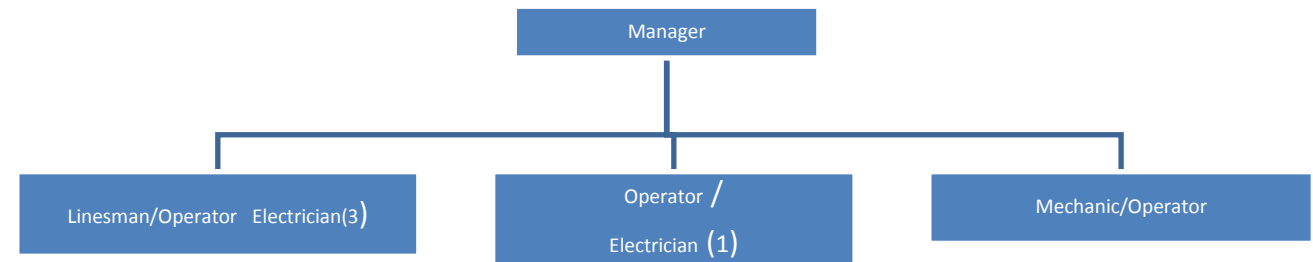 Manager
Linesman/Operator Electrician(3)
Operator /
Electrician (1)
Mechanic/Operator